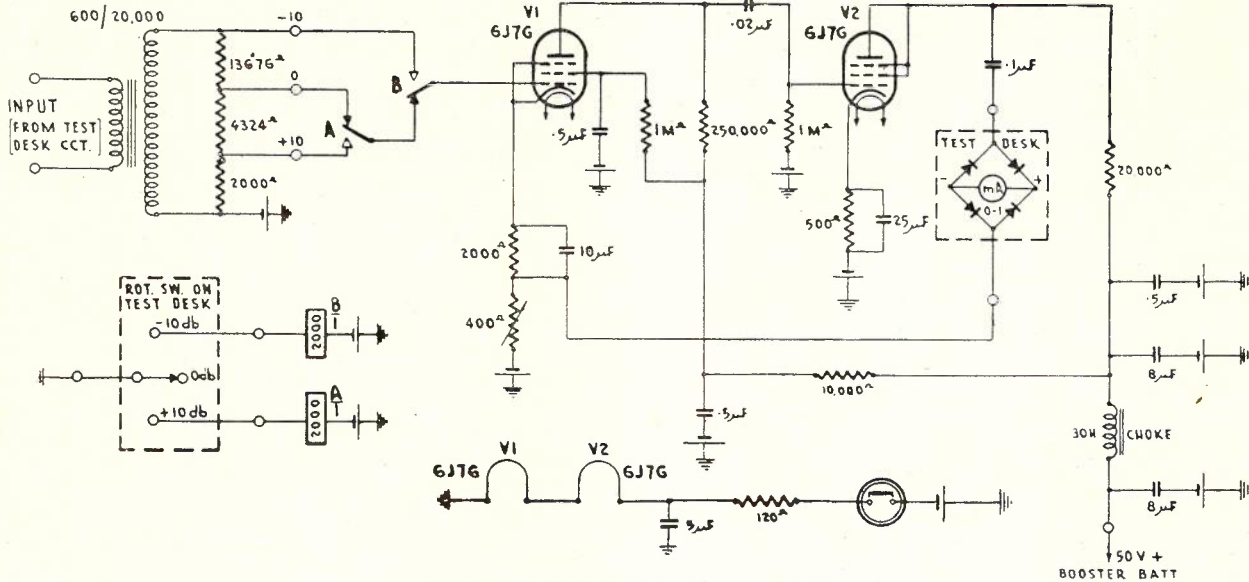 600/20,000
-10
13676Ω
0
4324Ω
+10
2000Ω
INPUT
[FROM TEST
DESK CCT.]
A
B
V1
6J7G
.5µF
1MΩ
250,000Ω
.02µF
1MΩ
V2
6J7G
.1µF
TEST DESK
- +
mA
0-1
20,000Ω
2000Ω
10µF
400Ω
500Ω
25µF
.5µF
8µF
10,000Ω
.5µF
30H CHOKE
8µF
50V +
BOOSTER BATT
ROT. SW. ON
TEST DESK
-10db
0db
+10db
2000
B
1
2000
A
1
V1 V2
6J7G 6J7G
5µF
120Ω